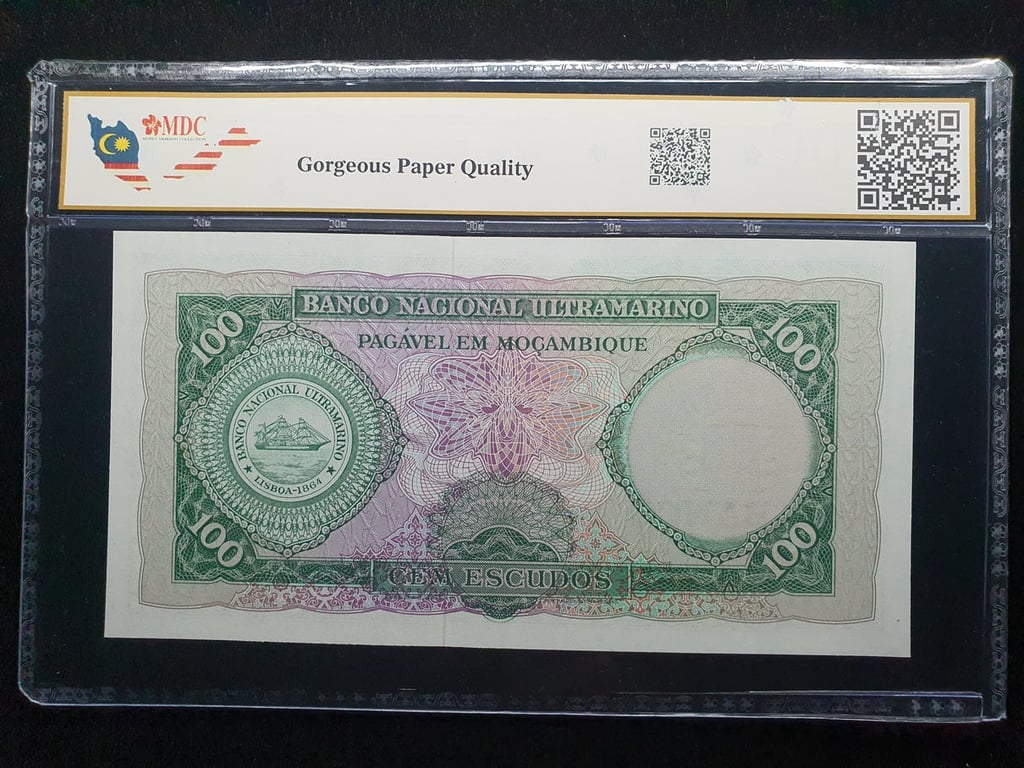 MDC
Gorgeous Paper Quality
BANCO NACIONAL ULTRAMARINO
PAGÁVEL EM MOÇAMBIQUE
100
100
BANCO NACIONAL ULTRAMARINO
LISBOA-1864
100
100
CEM ESCUDOS